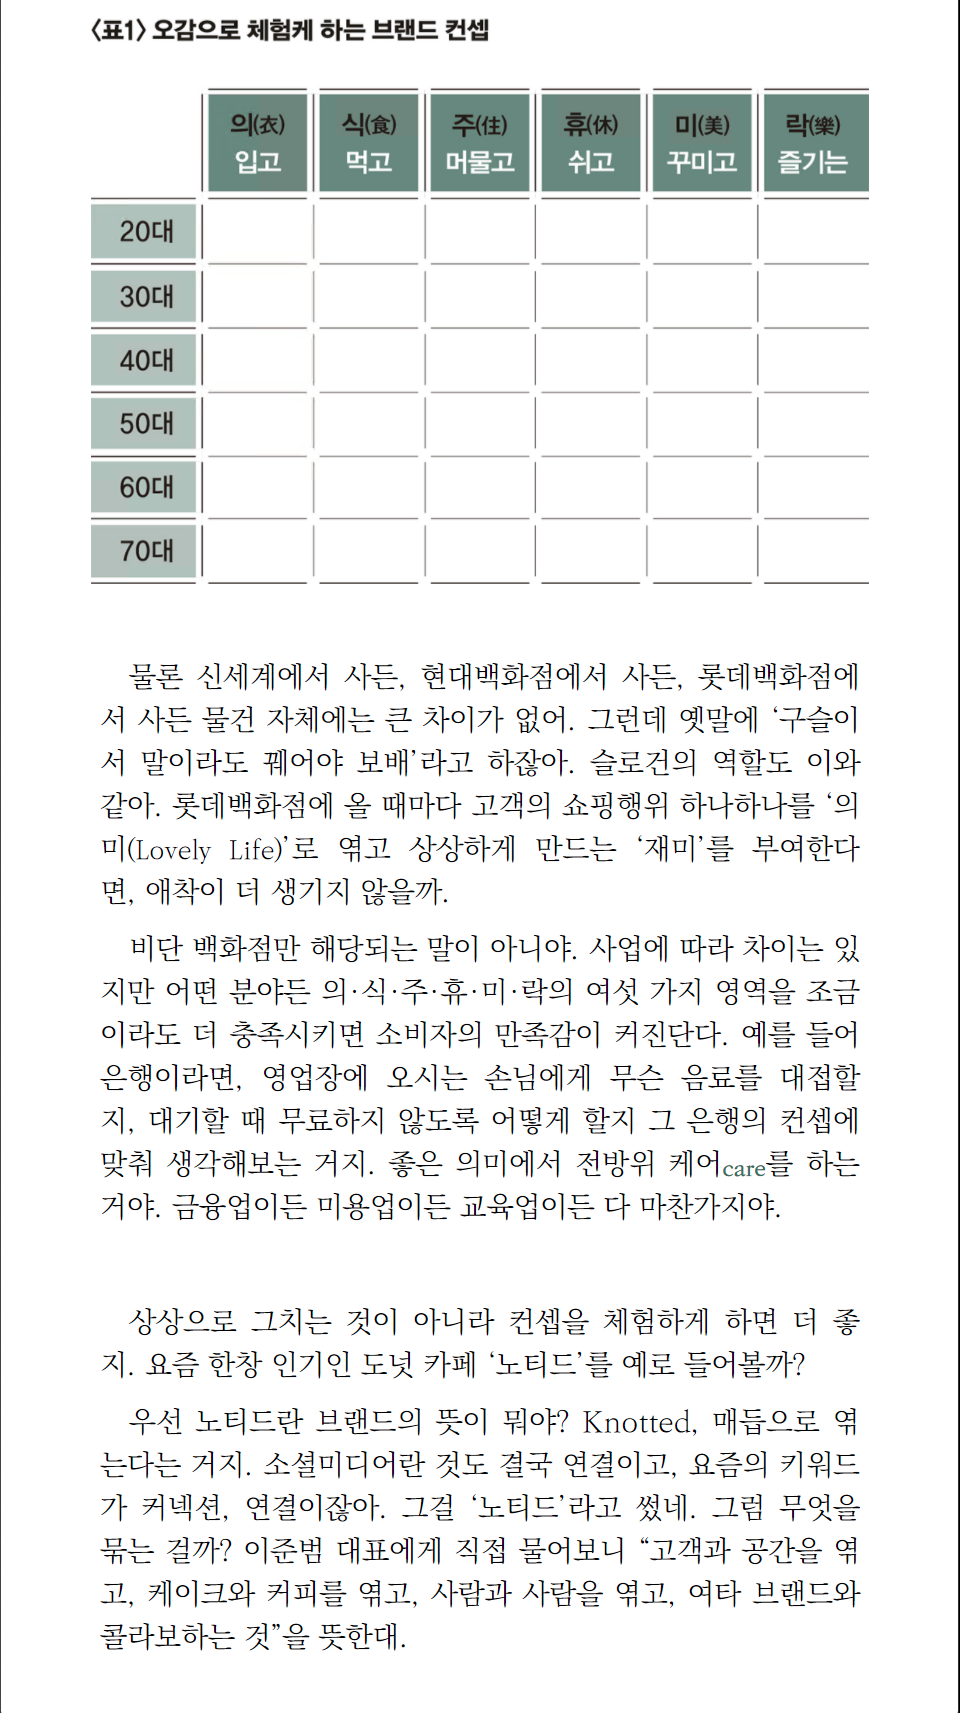 〈표1〉 오감으로 체험케 하는 브랜드 컨셉
의(衣) 식(食) 주(住) 휴(休) 미(美) 락(樂)
입고 먹고 머물고 쉬고 꾸미고 즐기는
20대
30대
40대
50대
60대
70대
물론 신세계에서 사든, 현대백화점에서 사든, 롯데백화점에
서 사든 물건 자체에는 큰 차이가 없어. 그런데 옛말에 ‘구슬이
서 말이라도 꿰어야 보배’라고 하잖아. 슬로건의 역할도 이와
같아. 롯데백화점에 올 때마다 고객의 쇼핑행위 하나하나를 ‘의
미(Lovely Life)’로 엮고 상상하게 만드는 ‘재미’를 부여한다
면, 애착이 더 생기지 않을까.
비단 백화점만 해당되는 말이 아니야. 사업에 따라 차이는 있
지만 어떤 분야든 의·식·주·휴·미·락의 여섯 가지 영역을 조금
이라도 더 충족시키면 소비자의 만족감이 커진단다. 예를 들어
은행이라면, 영업장에 오시는 손님에게 무슨 음료를 대접할
지, 대기할 때 무료하지 않도록 어떻게 할지 그 은행의 컨셉에
맞춰 생각해보는 거지. 좋은 의미에서 전방위 케어care를 하는
거야. 금융업이든 미용업이든 교육업이든 다 마찬가지야.
상상으로 그치는 것이 아니라 컨셉을 체험하게 하면 더 좋
지. 요즘 한창 인기인 도넛 카페 ‘노티드’를 예로 들어볼까?
우선 노티드란 브랜드의 뜻이 뭐야? Knotted, 매듭으로 엮
는다는 거지. 소셜미디어란 것도 결국 연결이고, 요즘의 키워드
가 커넥션, 연결이잖아. 그걸 ‘노티드’라고 썼네. 그럼 무엇을
묶는 걸까? 이준범 대표에게 직접 물어보니 “고객과 공간을 엮
고, 케이크와 커피를 엮고, 사람과 사람을 엮고, 여타 브랜드와
콜라보하는 것”을 뜻한대.